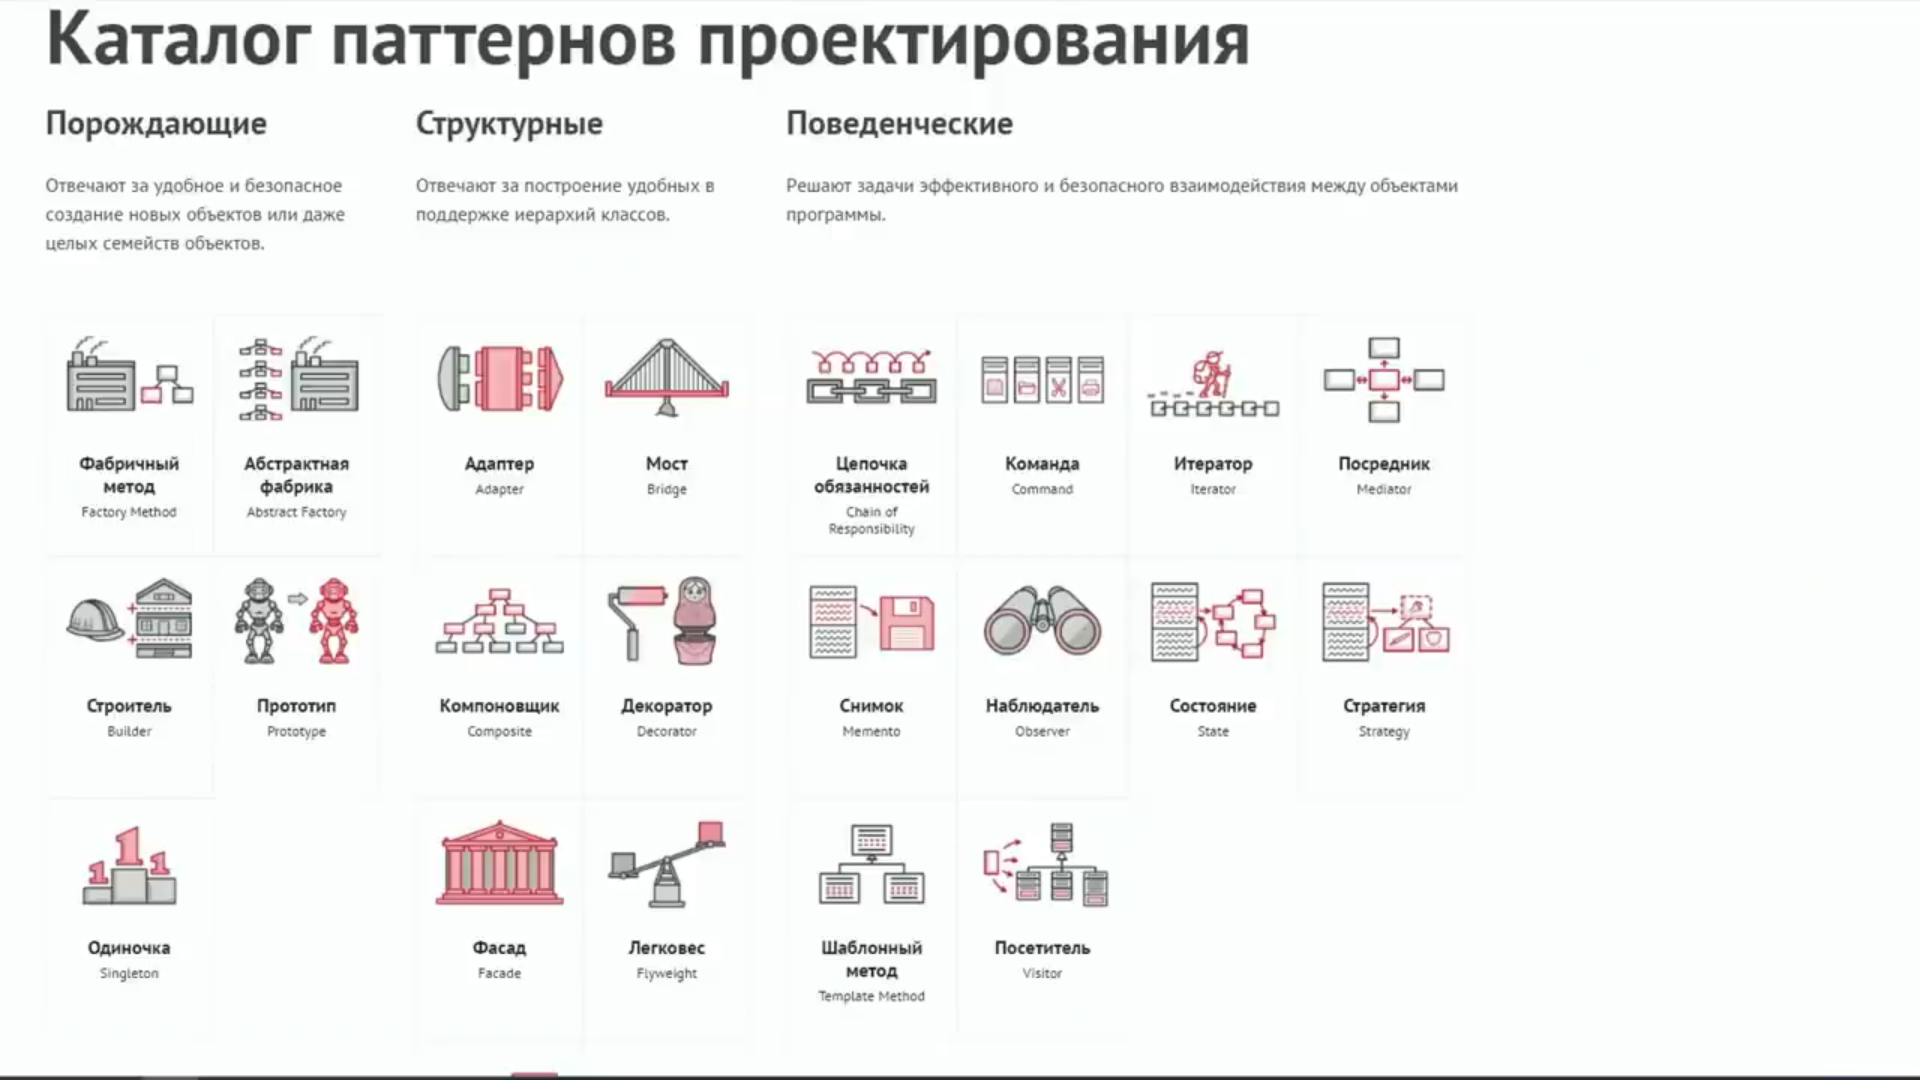 Каталог паттернов проектирования
Порождающие
Отвечают за удобное и безопасное
создание новых объектов или даже
целых семейств объектов.
Структурные
Отвечают за построение удобных в
поддержке иерархий классов.
Поведенческие
Решают задачи эффективного и безопасного взаимодействия между объектами
программы.
Фабричный
метод
Factory Method
Абстрактная
фабрика
Abstract Factory
Адаптер
Adapter
Мост
Bridge
Цепочка
обязанностей
Chain of
Responsibility
Команда
Command
Итератор
Iterator
Посредник
Mediator
Строитель
Builder
Прототип
Prototype
Компоновщик
Composite
Декоратор
Decorator
Снимок
Memento
Наблюдатель
Observer
Состояние
State
Стратегия
Strategy
1
1
1
Одиночка
Singleton
Фасад
Facade
Легковес
Flyweight
Шаблонный
метод
Template Method
Посетитель
Visitor